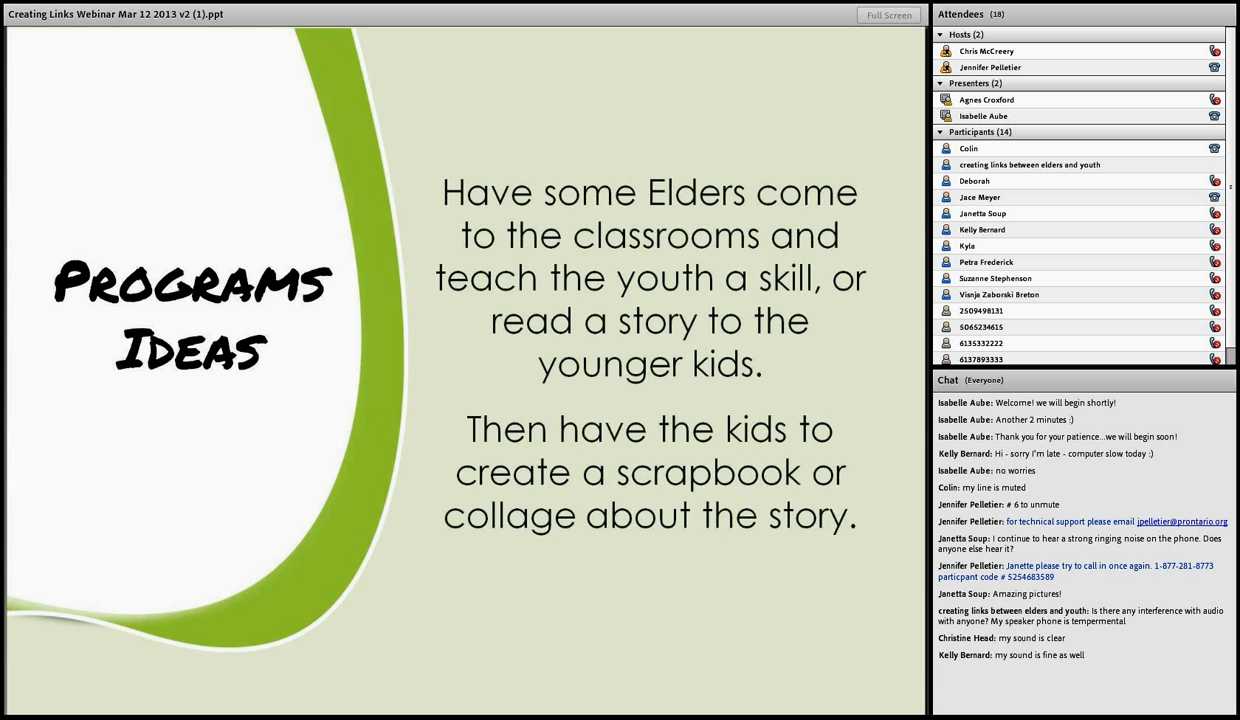 Creating Links Webinar Mar 12 2013 v2 (1).ppt
Full Screen
Programs
Ideas
Have some Elders come
to the classrooms and
teach the youth a skill, or
read a story to the
younger kids.
Then have the kids to
create a scrapbook or
collage about the story.
Attendees (18)
Hosts (2)
Chris McCreery
Jennifer Pelletier
Presenters (2)
Agnes Croxford
Isabelle Aube
Participants (14)
Colin
creating links between elders and youth
Deborah
Jace Meyer
Janetta Soup
Kelly Bernard
Kyla
Petra Frederick
Suzanne Stephenson
Visnja Zaborski Breton
2509498131
5065234615
6135332222
6137893333
Chat (Everyone)
Isabelle Aube: Welcome! we will begin shortly!
Isabelle Aube: Another 2 minutes :)
Isabelle Aube: Thank you for your patience...we will begin soon!
Kelly Bernard: Hi - sorry I'm late - computer slow today :)
Isabelle Aube: no worries
Colin: my line is muted
Jennifer Pelletier: # 6 to unmute
Jennifer Pelletier: for technical support please email jpelletier@prontario.org
Janetta Soup: I continue to hear a strong ringing noise on the phone. Does
anyone else hear it?
Jennifer Pelletier: Janette please try to call in once again. 1-877-281-8773
particpant code # 5254683589
Janetta Soup: Amazing pictures!
creating links between elders and youth: Is there any interference with audio
with anyone? My speaker phone is tempermental
Christine Head: my sound is clear
Kelly Bernard: my sound is fine as well